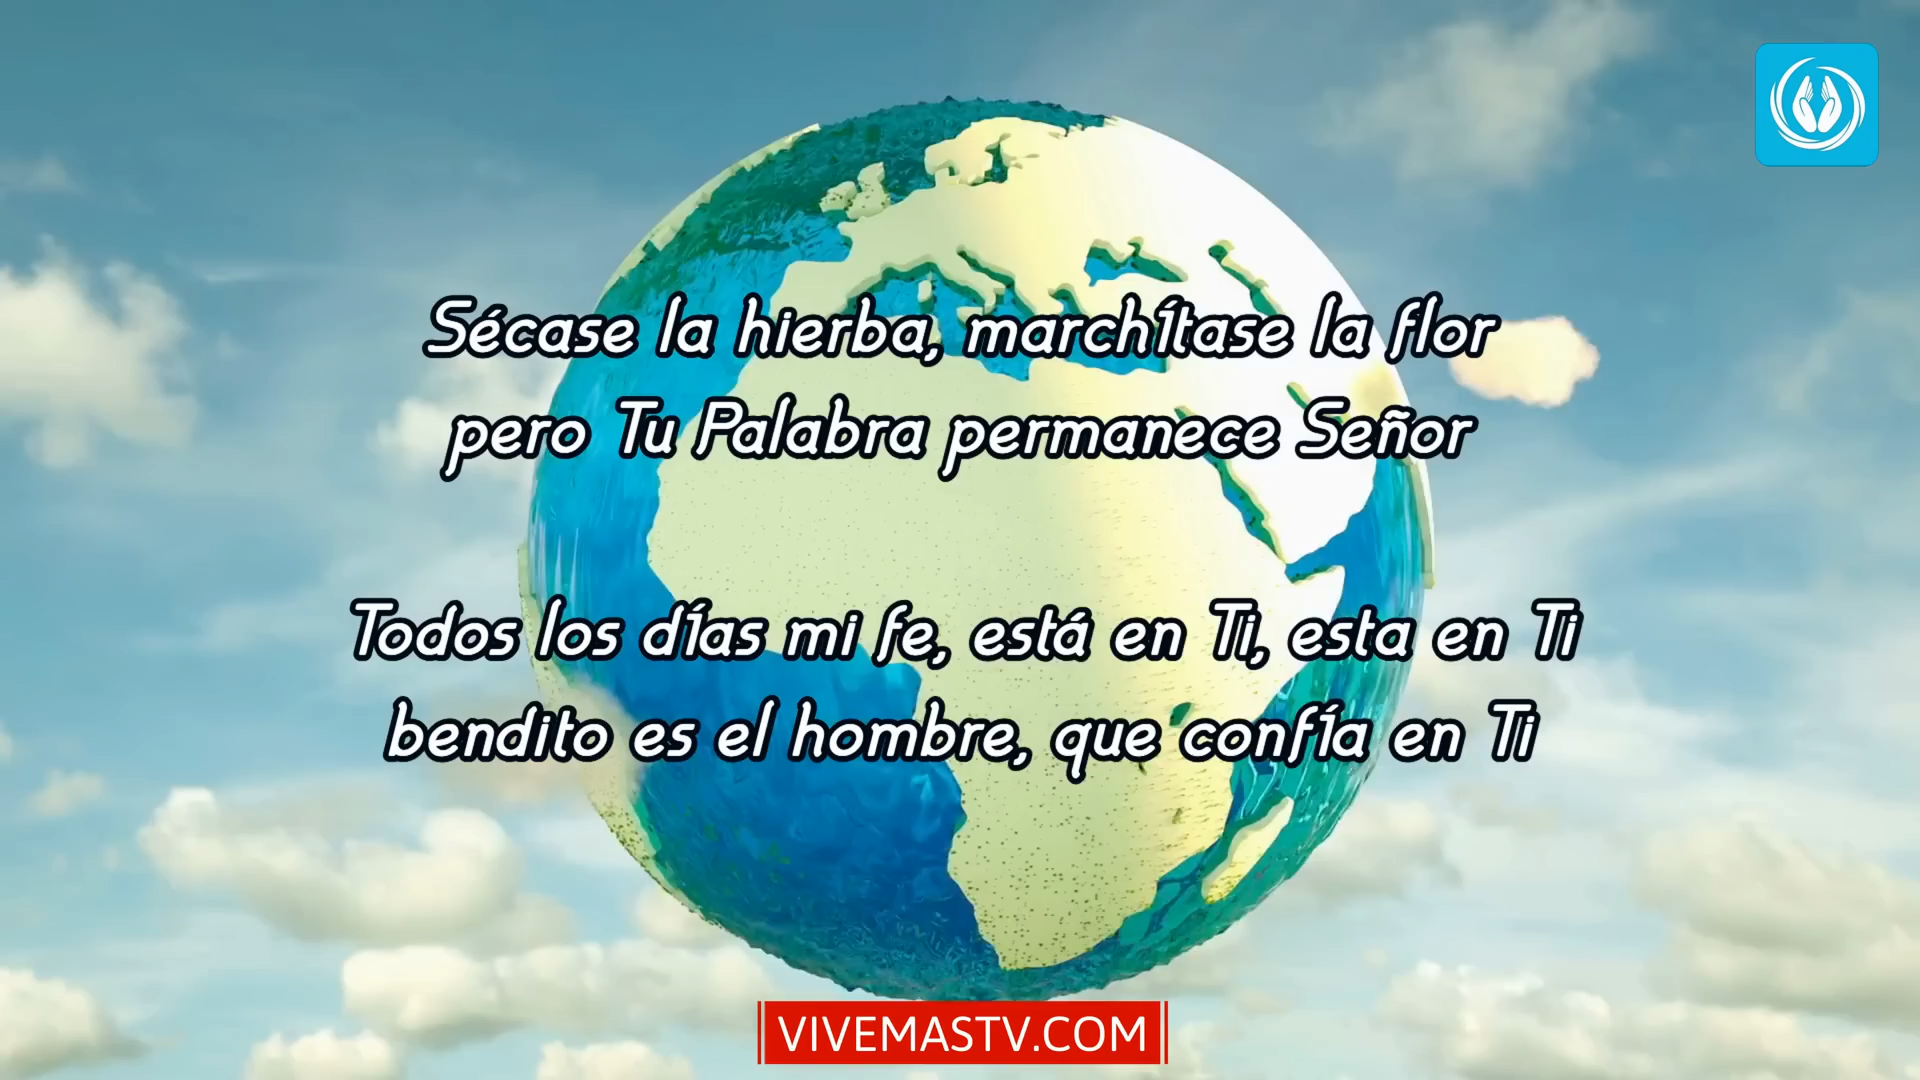 Sécase la hierba, marchítase la flor
pero Tu Palabra permanece Señor
Todos los días mi fe, está en Ti, esta en Ti
bendito es el hombre, que confía en Ti
VIVEMASTV.COM